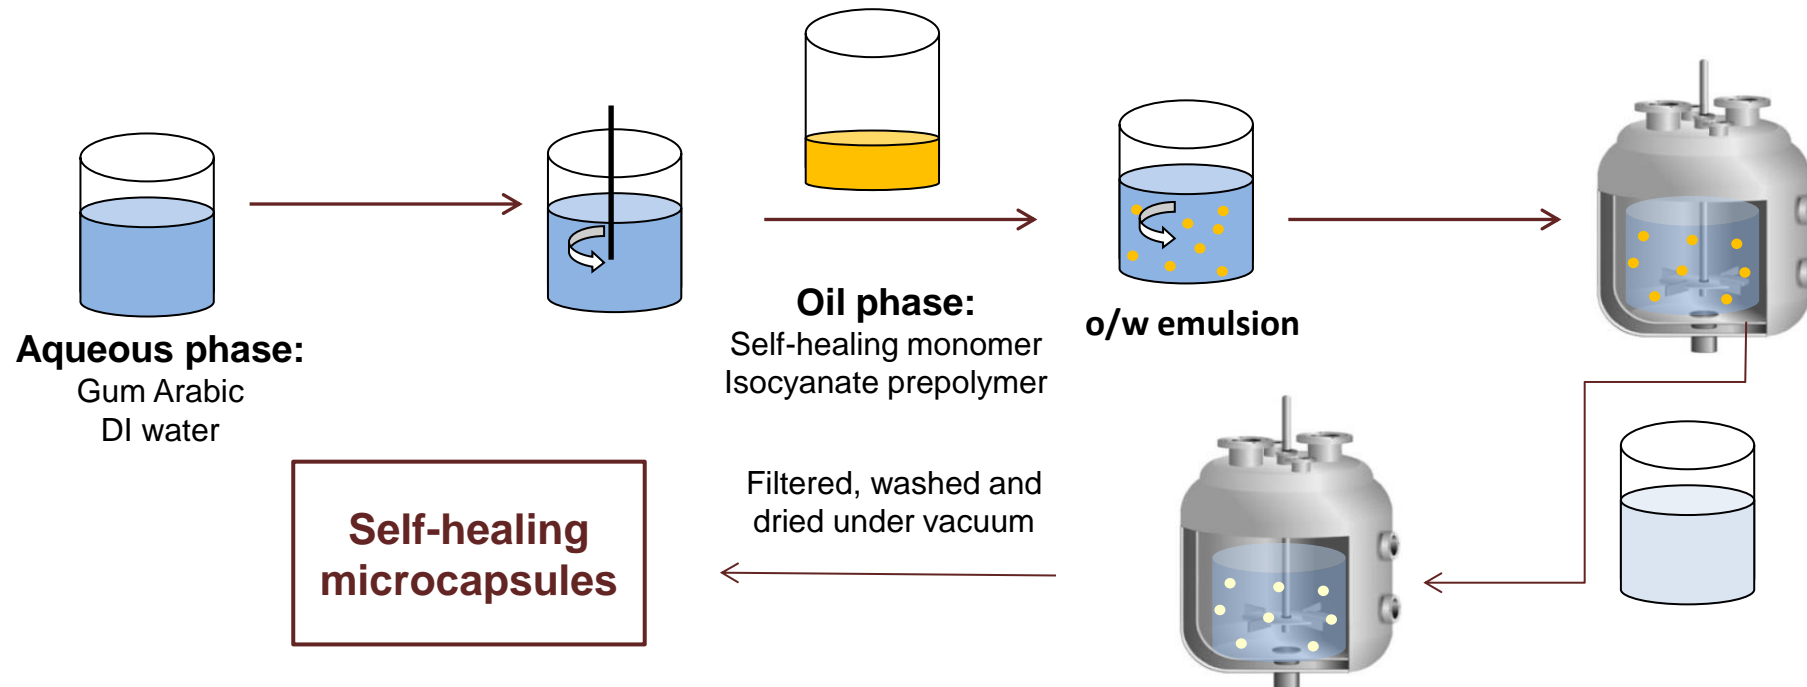 Aqueous phase:
Gum Arabic
DI water
Oil phase:
Self-healing monomer
Isocyanate prepolymer
o/w emulsion
Filtered, washed and
dried under vacuum
Self-healing
microcapsules